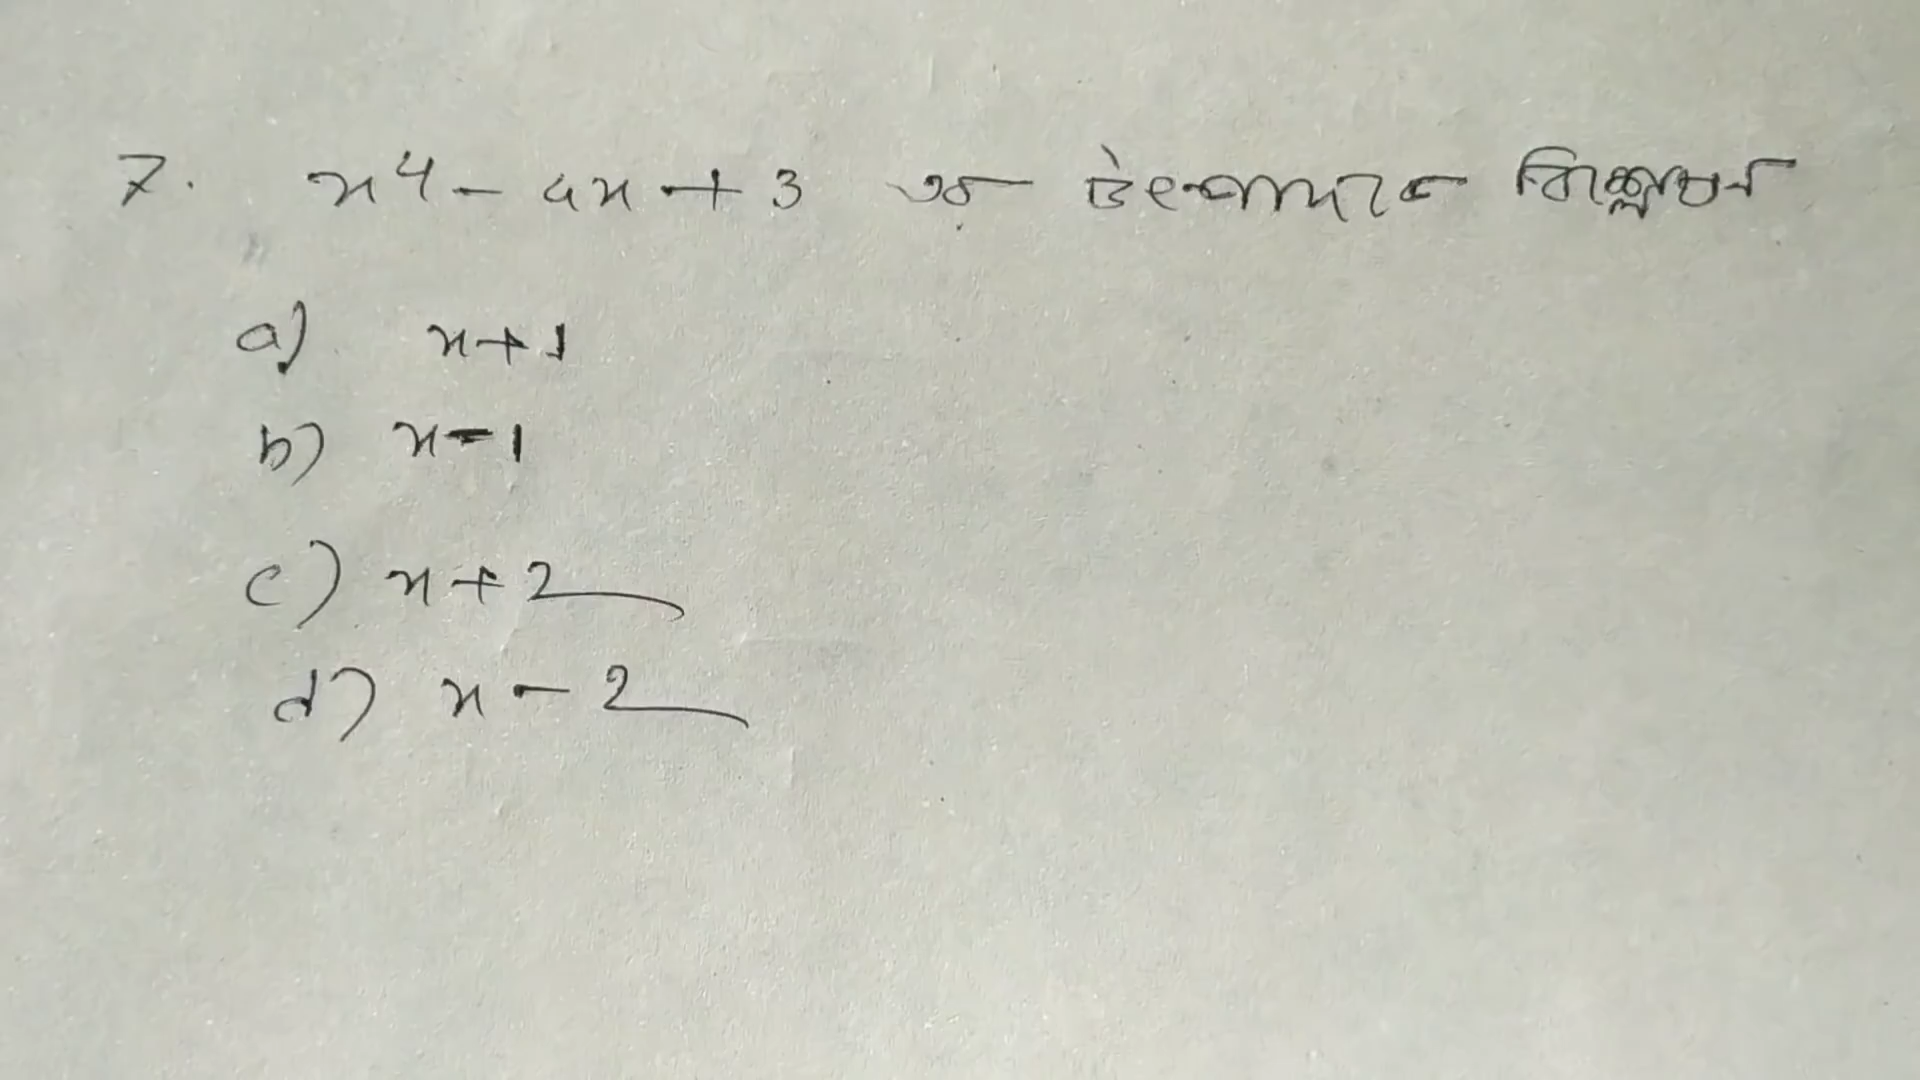 7. x⁴ - 4x + 3 এর উৎপাদকে বিশ্লেষণ
a) x + 1
b) x - 1
c) x + 2
d) x - 2